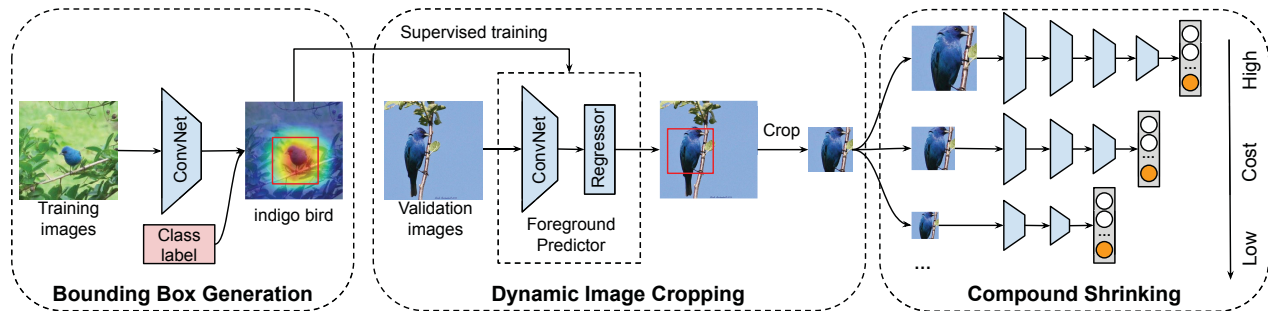 Supervised training
ConvNet
Training
images
Class
label
indigo bird
Bounding Box Generation
Validation
images
ConvNet
Regressor
Foreground
Predictor
Crop
Dynamic Image Cropping
...
...
...
...
High
Cost
Low
Compound Shrinking